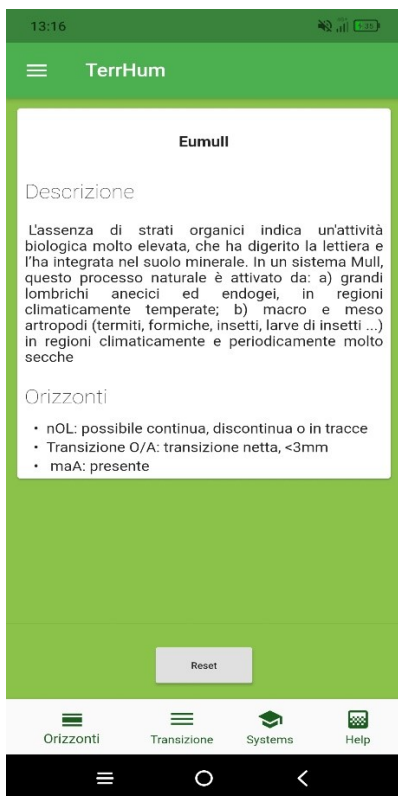 13:16
TerrHum
Eumull
Descrizione
L'assenza di strati organici indica un'attività
biologica molto elevata, che ha digerito la lettiera e
l'ha integrata nel suolo minerale. In un sistema Mull,
questo processo naturale è attivato da: a) grandi
lombrichi anecici ed endogei, in regioni
climaticamente temperate; b) macro e meso
artropodi (termiti, formiche, insetti, larve di insetti ...)
in regioni climaticamente e periodicamente molto
secche
Orizzonti
• nOL: possibile continua, discontinua o in tracce
• Transizione O/A: transizione netta, <3mm
• maA: presente
Reset
Orizzonti Transizione Systems Help